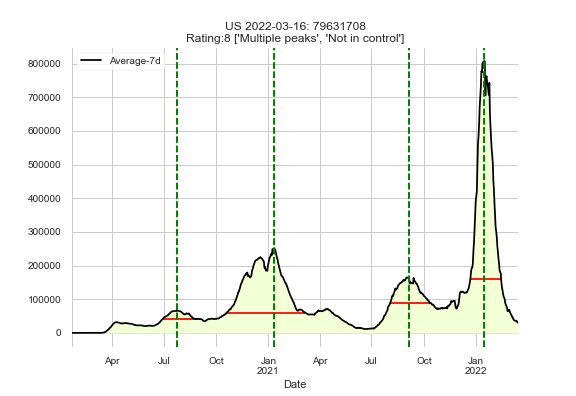 US 2022-03-16: 79631708
Rating:8 ['Multiple peaks', 'Not in control']
Average-7d
800000
700000
600000
500000
400000
300000
200000
100000
0
Apr Jul Oct Jan Apr Jul Oct Jan
2021 2022
Date